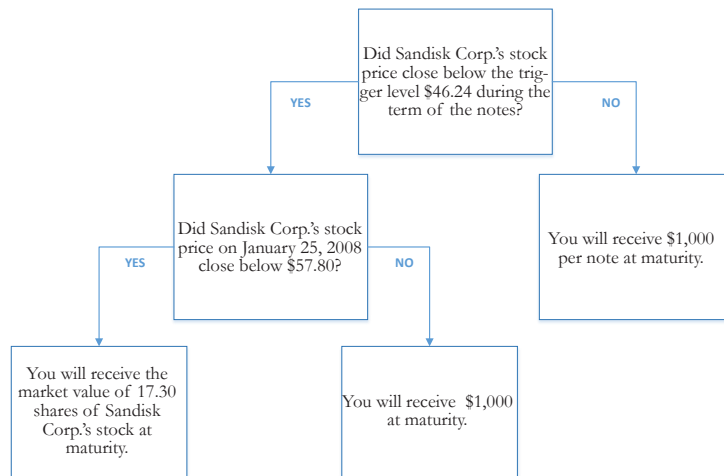 Did Sandisk Corp.'s stock
price close below the trig-
ger level $46.24 during the
term of the notes?
YES
NO
Did Sandisk Corp.'s stock
price on January 25, 2008
close below $57.80?
You will receive $1,000
per note at maturity.
YES
NO
You will receive the
market value of 17.30
shares of Sandisk
Corp.'s stock at
maturity.
You will receive $1,000
at maturity.